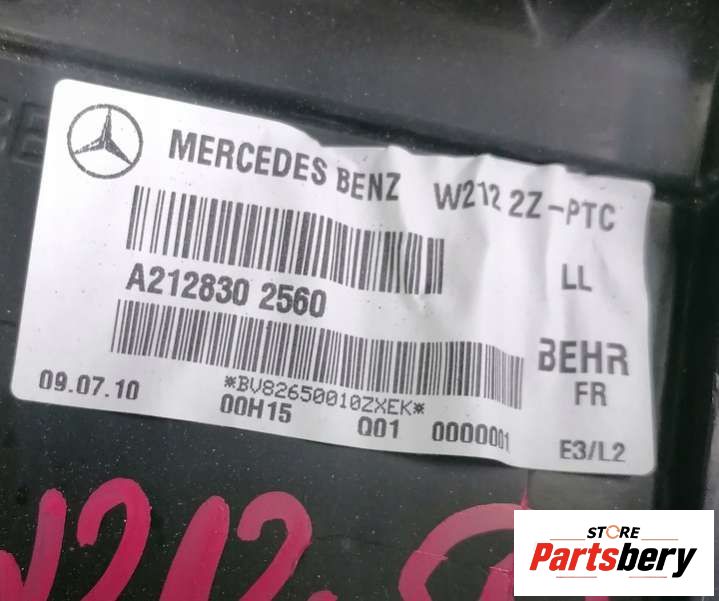 MERCEDES BENZ W212 2Z-PTC
A212830 2560
LL
BEHR
FR
09.07.10
*BV82650010ZXEK*
00H15 Q01 0000001
E3/L2
W212
STORE
Partsbery